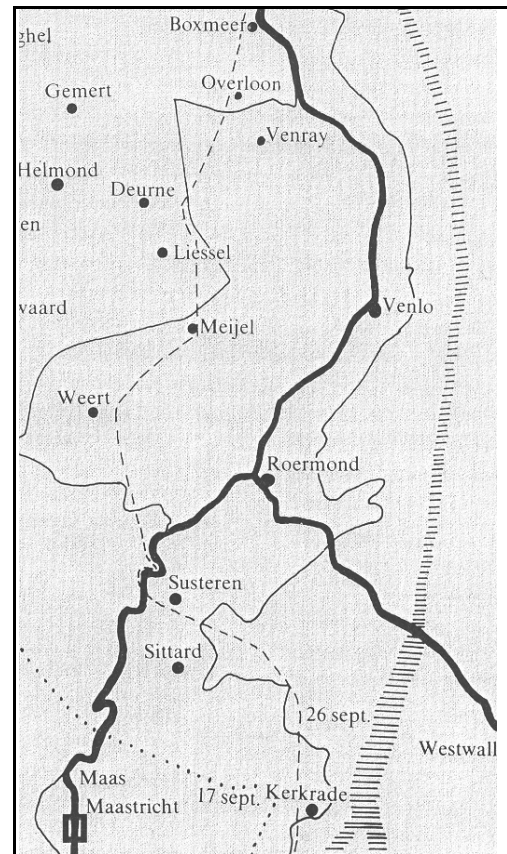 Boxmeer
ghel
Overloon
Gemert
Venray
Helmond
Deurne
en
Liessel
vaard
Venlo
Meijel
Weert
Roermond
Susteren
Sittard
26 sept.
Westwall
Maas
17 sept.
Kerkrade
Maastricht